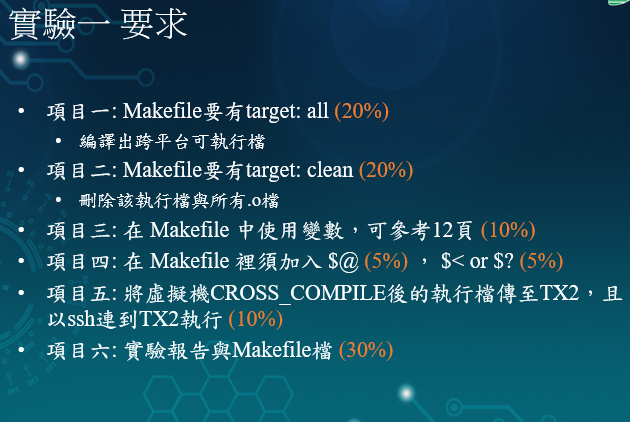 實驗一 要求
• 項目一: Makefile要有target: all (20%)
• 編譯出跨平台可執行檔
• 項目二: Makefile要有target: clean (20%)
• 刪除該執行檔與所有.o檔
• 項目三: 在 Makefile 中使用變數，可參考12頁 (10%)
• 項目四: 在 Makefile 裡須加入 $@ (5%) ， $< or $? (5%)
• 項目五: 將虛擬機CROSS_COMPILE後的執行檔傳至TX2，且
以ssh連到TX2執行 (10%)
• 項目六: 實驗報告與Makefile檔 (30%)